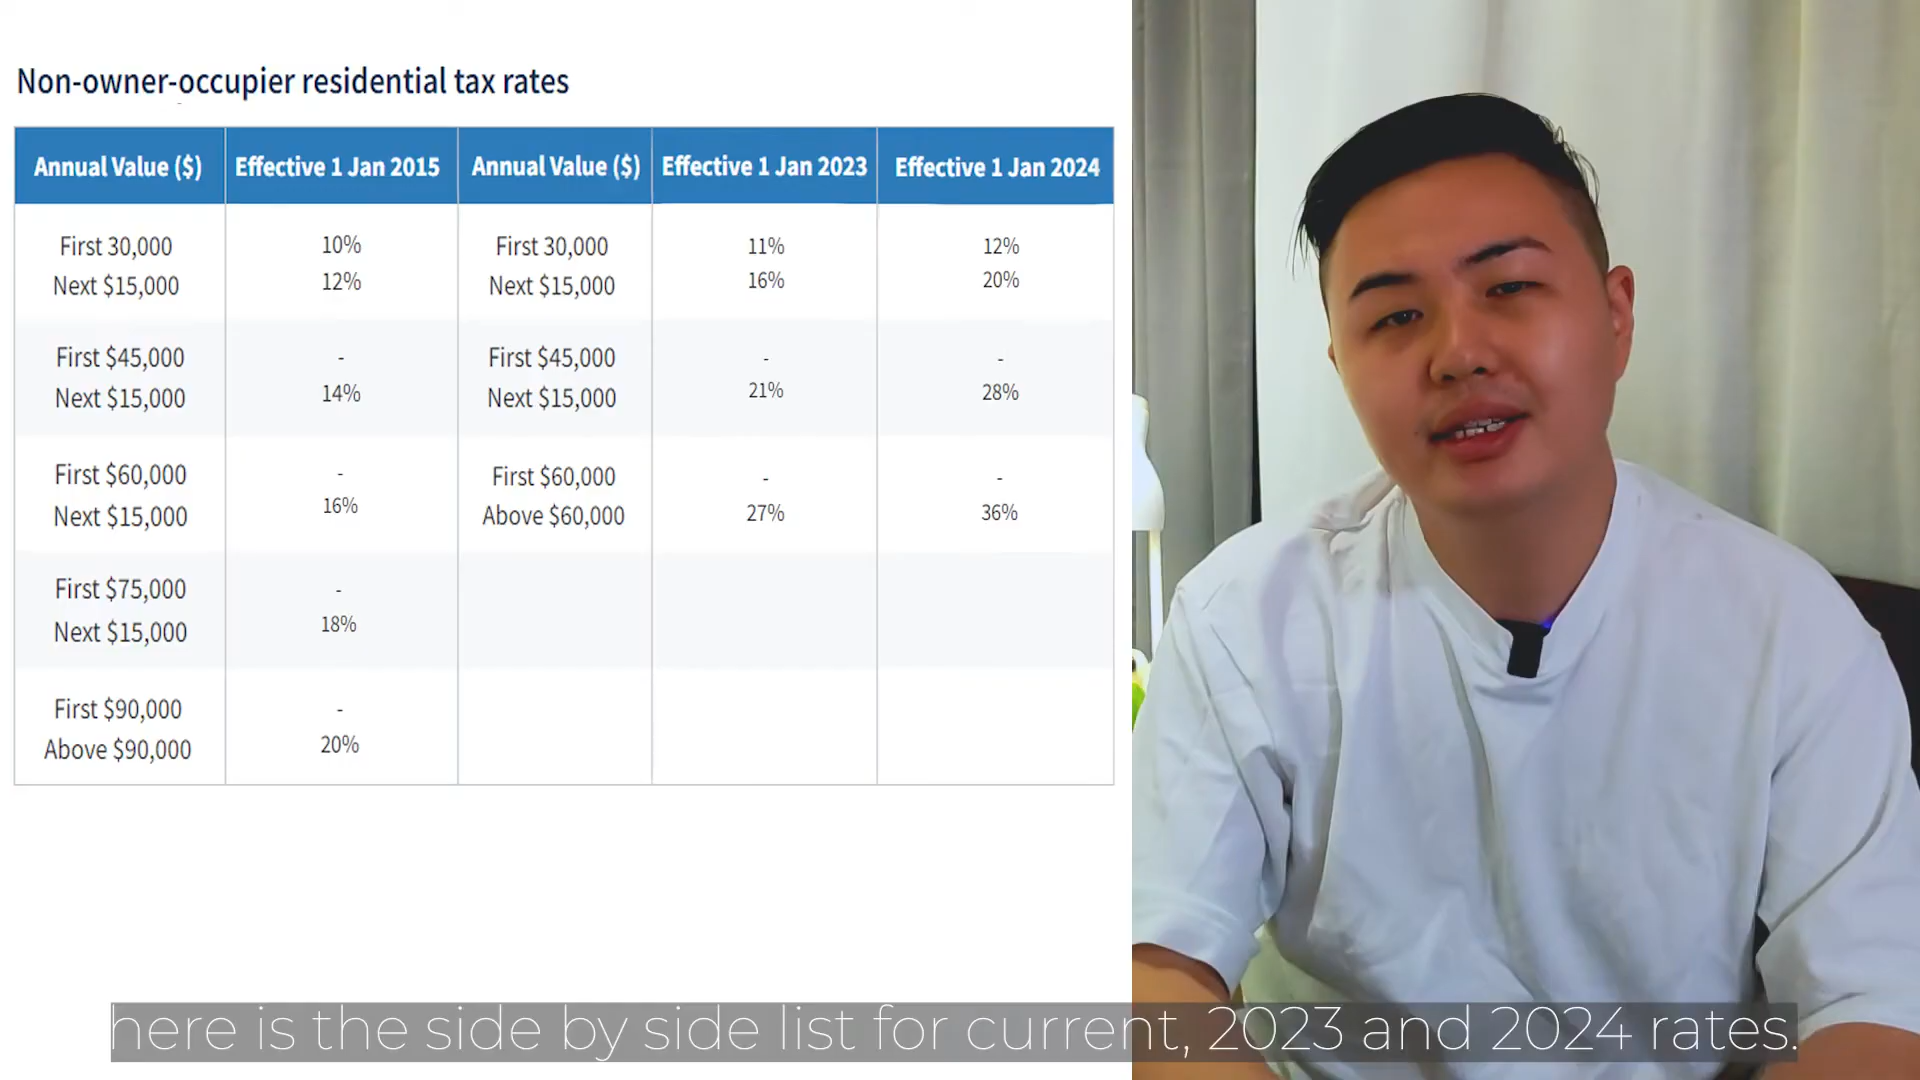 Non-owner-occupier residential tax rates
Annual Value ($) Effective 1 Jan 2015 Annual Value ($) Effective 1 Jan 2023 Effective 1 Jan 2024
First 30,000 10% First 30,000 11% 12%
Next $15,000 12% Next $15,000 16% 20%
First $45,000 - First $45,000 - -
Next $15,000 14% Next $15,000 21% 28%
First $60,000 - First $60,000 - -
Next $15,000 16% Above $60,000 27% 36%
First $75,000 -
Next $15,000 18%
First $90,000 -
Above $90,000 20%
here is the side by side list for current, 2023 and 2024 rates.